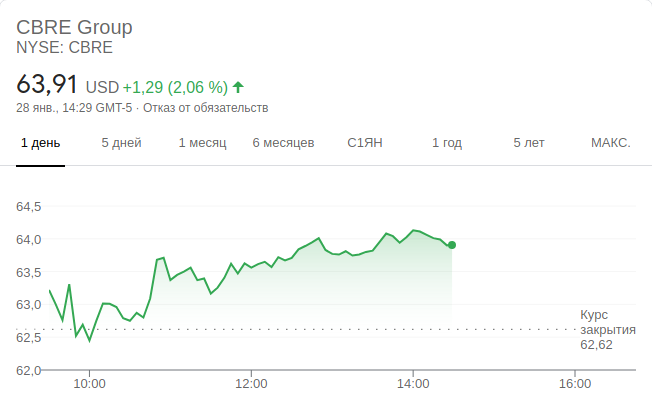 CBRE Group
NYSE: CBRE
63,91 USD +1,29 (2,06 %)
28 янв., 14:29 GMT-5 · Отказ от обязательств
1 день 5 дней 1 месяц 6 месяцев С1ЯН 1 год 5 лет МАКС.
64,5
64,0
63,5
63,0
62,5
62,0
Курс
закрытия
62,62
10:00 12:00 14:00 16:00